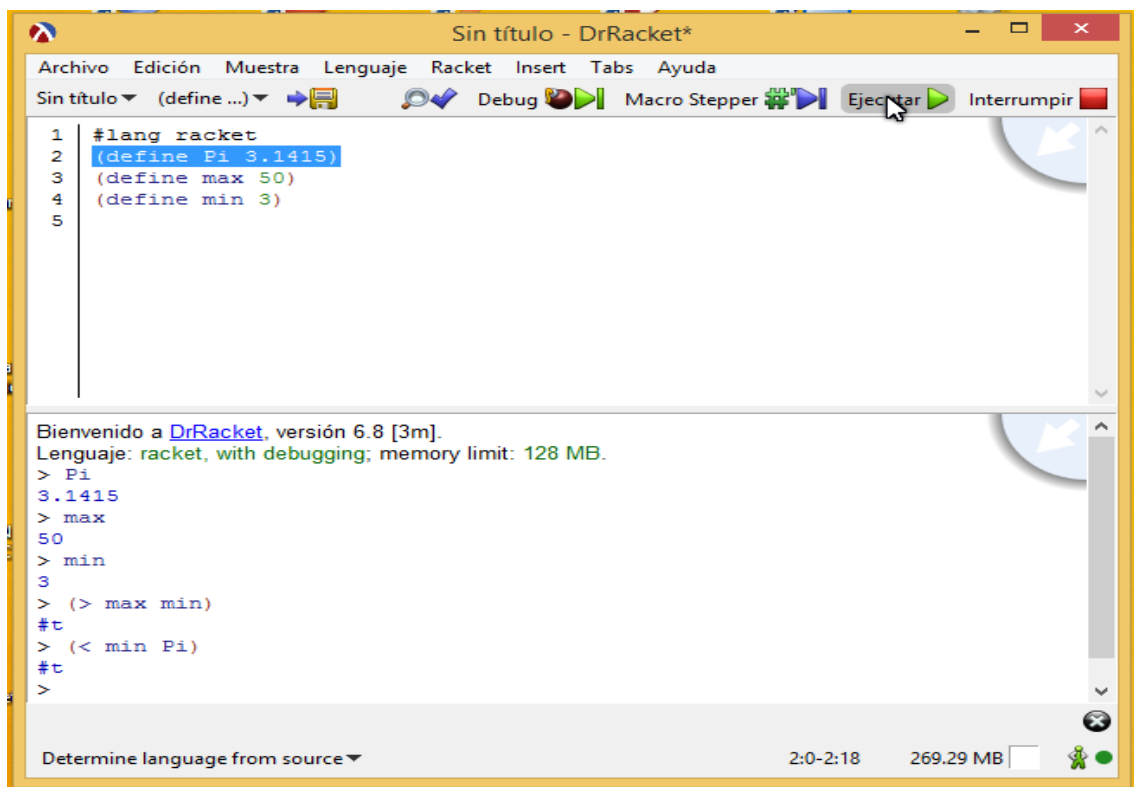 Sin título - DrRacket*
Archivo Edición Muestra Lenguaje Racket Insert Tabs Ayuda
Sin título (define ...) Debug Macro Stepper Ejecutar Interrumpir
1 #lang racket
2 (define Pi 3.1415)
3 (define max 50)
4 (define min 3)
5
Bienvenido a DrRacket, versión 6.8 [3m].
Lenguaje: racket, with debugging; memory limit: 128 MB.
> Pi
3.1415
> max
50
> min
3
> (> max min)
#t
> (< min Pi)
#t
>
Determine language from source 2:0-2:18 269.29 MB